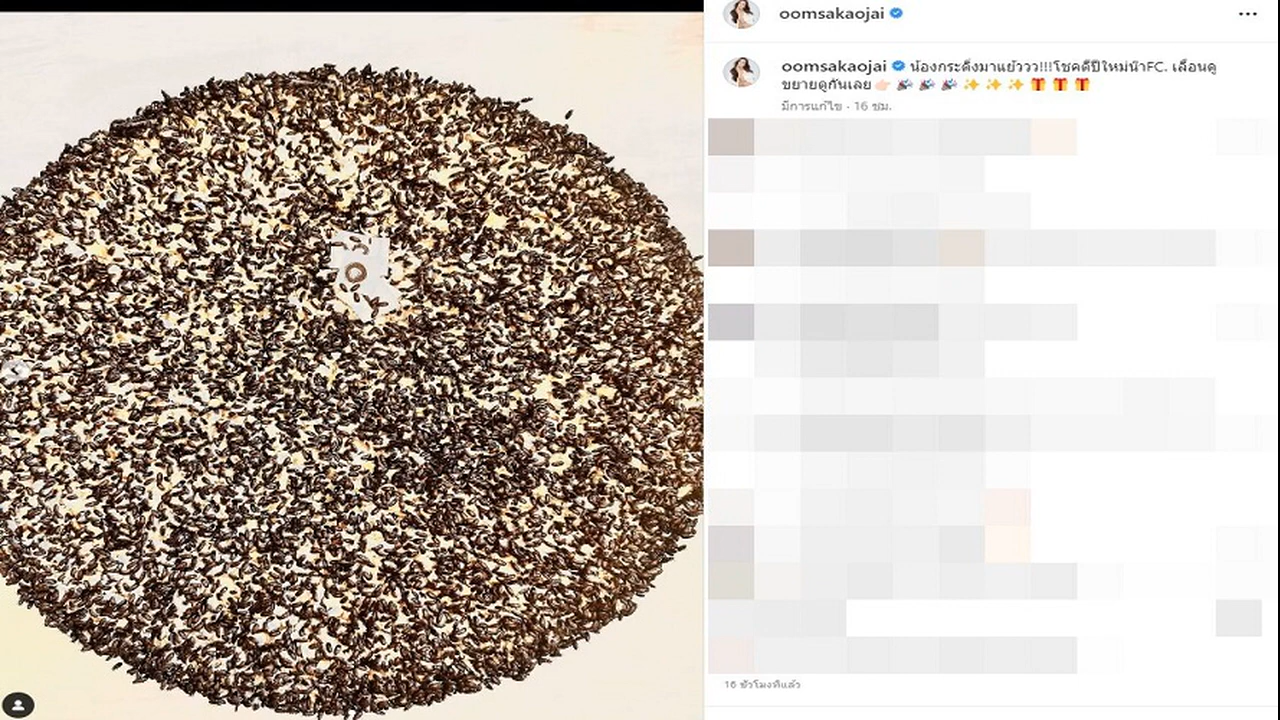 oomsakaojai
oomsakaojai น้องกระดิ่งมาแย้ววว!!!โชคดีปีใหม่น้าFC. เลื่อนดู
ขยายดูกันเลย👉🏻🎉🎉🎉✨✨✨🎁🎁🎁
มีการแก้ไข · 16 ชม.
16 ชั่วโมงที่แล้ว